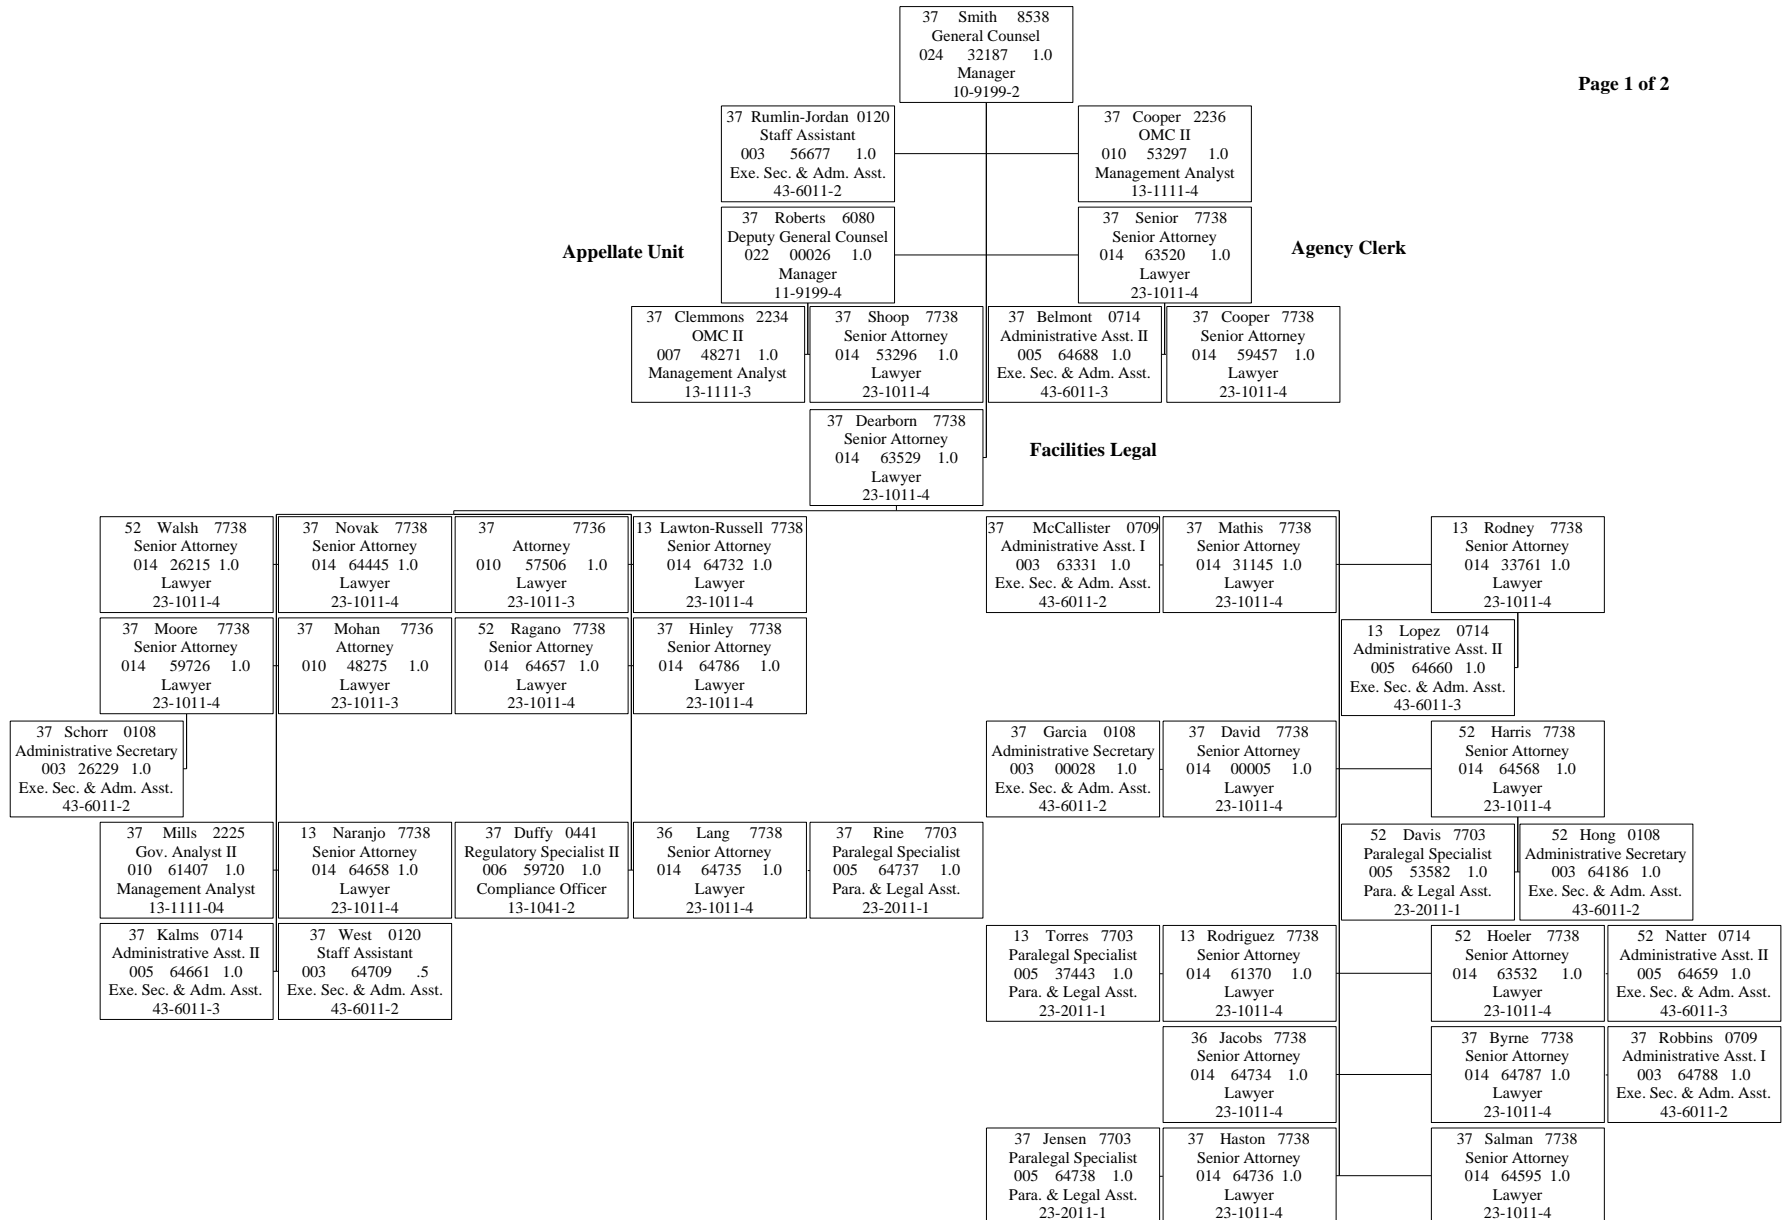 37 Smith 8538
General Counsel
024 32187 1.0
Manager
10-9199-2
Page 1 of 2
37 Rumlin-Jordan 0120
Staff Assistant
003 56677 1.0
Exe. Sec. & Adm. Asst.
43-6011-2
37 Cooper 2236
OMC II
010 53297 1.0
Management Analyst
13-1111-4
Appellate Unit
37 Roberts 6080
Deputy General Counsel
022 00026 1.0
Manager
11-9199-4
37 Senior 7738
Senior Attorney
014 63520 1.0
Lawyer
23-1011-4
Agency Clerk
37 Clemmons 2234
OMC II
007 48271 1.0
Management Analyst
13-1111-3
37 Shoop 7738
Senior Attorney
014 53296 1.0
Lawyer
23-1011-4
37 Belmont 0714
Administrative Asst. II
005 64688 1.0
Exe. Sec. & Adm. Asst.
43-6011-3
37 Cooper 7738
Senior Attorney
014 59457 1.0
Lawyer
23-1011-4
37 Dearborn 7738
Senior Attorney
014 63529 1.0
Lawyer
23-1011-4
Facilities Legal
52 Walsh 7738
Senior Attorney
014 26215 1.0
Lawyer
23-1011-4
37 Novak 7738
Senior Attorney
014 64445 1.0
Lawyer
23-1011-4
37 7736
Attorney
010 57506 1.0
Lawyer
23-1011-3
13 Lawton-Russell 7738
Senior Attorney
014 64732 1.0
Lawyer
23-1011-4
37 McCallister 0709
Administrative Asst. I
003 63331 1.0
Exe. Sec. & Adm. Asst.
43-6011-2
37 Mathis 7738
Senior Attorney
014 31145 1.0
Lawyer
23-1011-4
13 Rodney 7738
Senior Attorney
014 33761 1.0
Lawyer
23-1011-4
37 Moore 7738
Senior Attorney
014 59726 1.0
Lawyer
23-1011-4
37 Mohan 7736
Attorney
010 48275 1.0
Lawyer
23-1011-3
52 Ragano 7738
Senior Attorney
014 64657 1.0
Lawyer
23-1011-4
37 Hinley 7738
Senior Attorney
014 64786 1.0
Lawyer
23-1011-4
13 Lopez 0714
Administrative Asst. II
005 64660 1.0
Exe. Sec. & Adm. Asst.
43-6011-3
37 Schorr 0108
Administrative Secretary
003 26229 1.0
Exe. Sec. & Adm. Asst.
43-6011-2
37 Garcia 0108
Administrative Secretary
003 00028 1.0
Exe. Sec. & Adm. Asst.
43-6011-2
37 David 7738
Senior Attorney
014 00005 1.0
Lawyer
23-1011-4
52 Harris 7738
Senior Attorney
014 64568 1.0
Lawyer
23-1011-4
37 Mills 2225
Gov. Analyst II
010 61407 1.0
Management Analyst
13-1111-04
13 Naranjo 7738
Senior Attorney
014 64658 1.0
Lawyer
23-1011-4
37 Duffy 0441
Regulatory Specialist II
006 59720 1.0
Compliance Officer
13-1041-2
36 Lang 7738
Senior Attorney
014 64735 1.0
Lawyer
23-1011-4
37 Rine 7703
Paralegal Specialist
005 64737 1.0
Para. & Legal Asst.
23-2011-1
52 Davis 7703
Paralegal Specialist
005 53582 1.0
Para. & Legal Asst.
23-2011-1
52 Hong 0108
Administrative Secretary
003 64186 1.0
Exe. Sec. & Adm. Asst.
43-6011-2
37 Kalms 0714
Administrative Asst. II
005 64661 1.0
Exe. Sec. & Adm. Asst.
43-6011-3
37 West 0120
Staff Assistant
003 64709 .5
Exe. Sec. & Adm. Asst.
43-6011-2
13 Torres 7703
Paralegal Specialist
005 37443 1.0
Para. & Legal Asst.
23-2011-1
13 Rodriguez 7738
Senior Attorney
014 61370 1.0
Lawyer
23-1011-4
52 Hoeler 7738
Senior Attorney
014 63532 1.0
Lawyer
23-1011-4
52 Natter 0714
Administrative Asst. II
005 64659 1.0
Exe. Sec. & Adm. Asst.
43-6011-3
36 Jacobs 7738
Senior Attorney
014 64734 1.0
Lawyer
23-1011-4
37 Byrne 7738
Senior Attorney
014 64787 1.0
Lawyer
23-1011-4
37 Robbins 0709
Administrative Asst. I
003 64788 1.0
Exe. Sec. & Adm. Asst.
43-6011-2
37 Jensen 7703
Paralegal Specialist
005 64738 1.0
Para. & Legal Asst.
23-2011-1
37 Haston 7738
Senior Attorney
014 64736 1.0
Lawyer
23-1011-4
37 Salman 7738
Senior Attorney
014 64595 1.0
Lawyer
23-1011-4